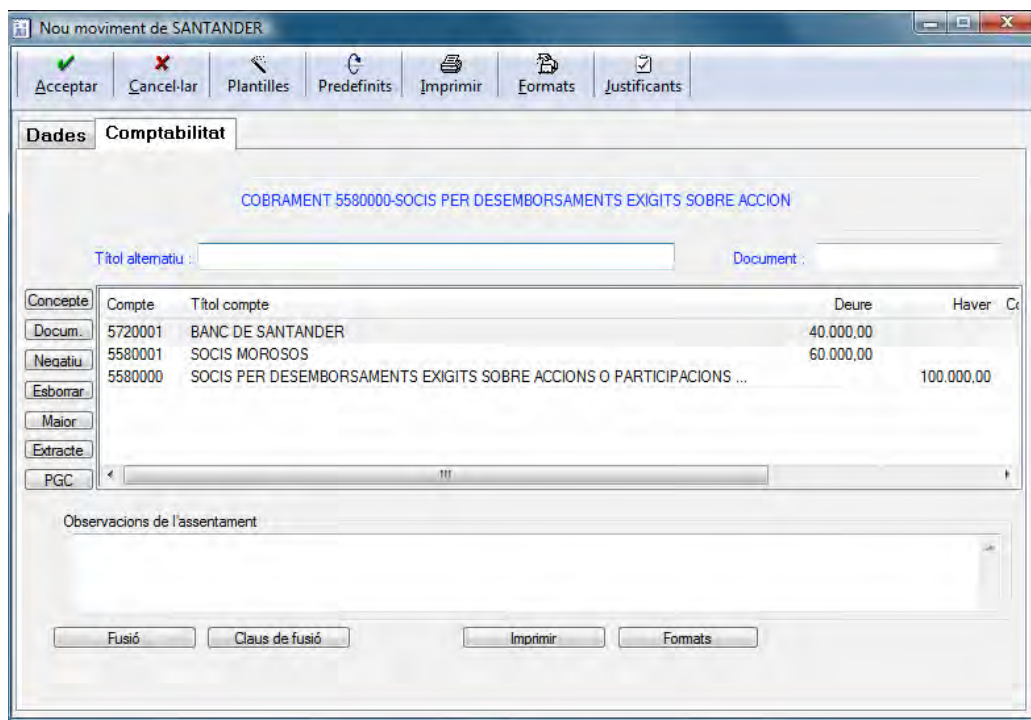 Nou moviment de SANTANDER
Acceptar Cancel·lar Plantilles Predefinits Imprimir Formats Justificants
Dades Comptabilitat
COBRAMENT 5580000-SOCIS PER DESEMBORSAMENTS EXIGITS SOBRE ACCION
Títol alternatiu : Document :
Concepte Compte Títol compte Deure Haver Co
Docum. 5720001 BANC DE SANTANDER 40.000,00
Negatiu 5580001 SOCIS MOROSOS 60.000,00
Esborrar 5580000 SOCIS PER DESEMBORSAMENTS EXIGITS SOBRE ACCIONS O PARTICIPACIONS ... 100.000,00
Maior
Extracte
PGC
Observacions de l'assentament
Fusió Claus de fusió Imprimir Formats